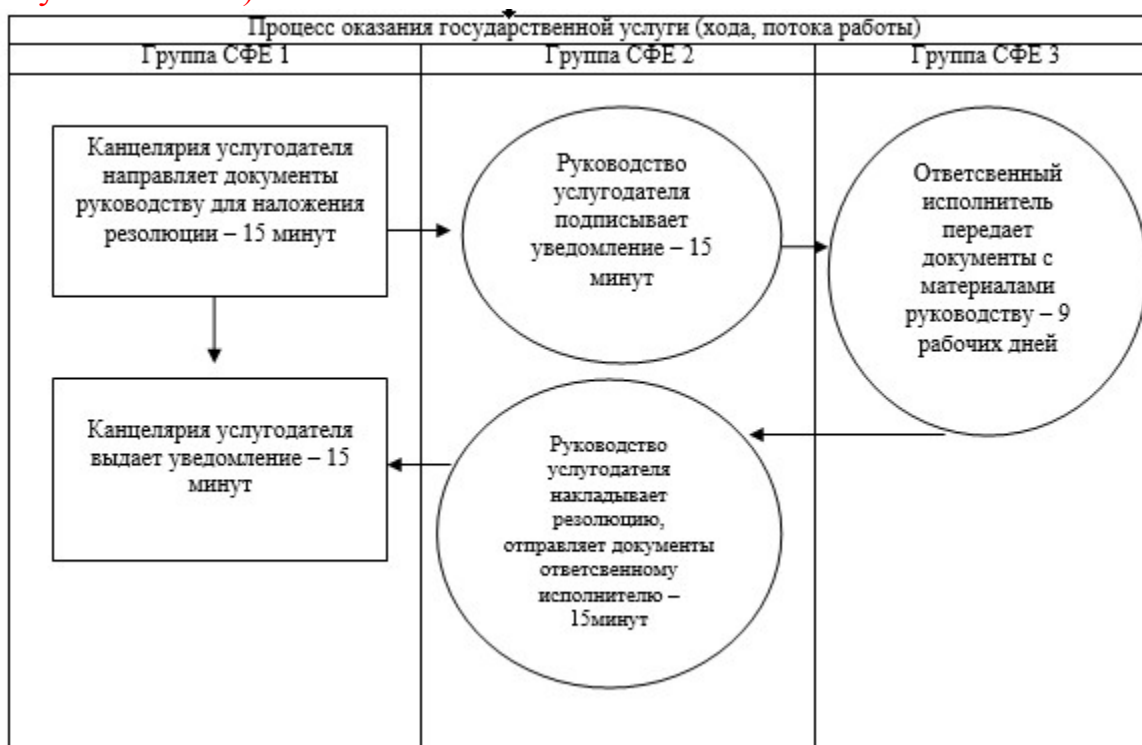 Процесс оказания государственной услуги (хода, потока работы)
Группа СФЕ 1
Группа СФЕ 2
Группа СФЕ 3
Канцелярия услугодателя
направляет документы
руководству для наложения
резолюции – 15 минут
Руководство
услугодателя
подписывает
уведомление – 15
минут
Ответсвенный
исполнитель
передает
документы с
материалами
руководству – 9
рабочих дней
Канцелярия услугодателя
выдает уведомление – 15
минут
Руководство
услугодателя
накладывает
резолюцию,
отправляет документы
ответсвенному
исполнителю –
15минут